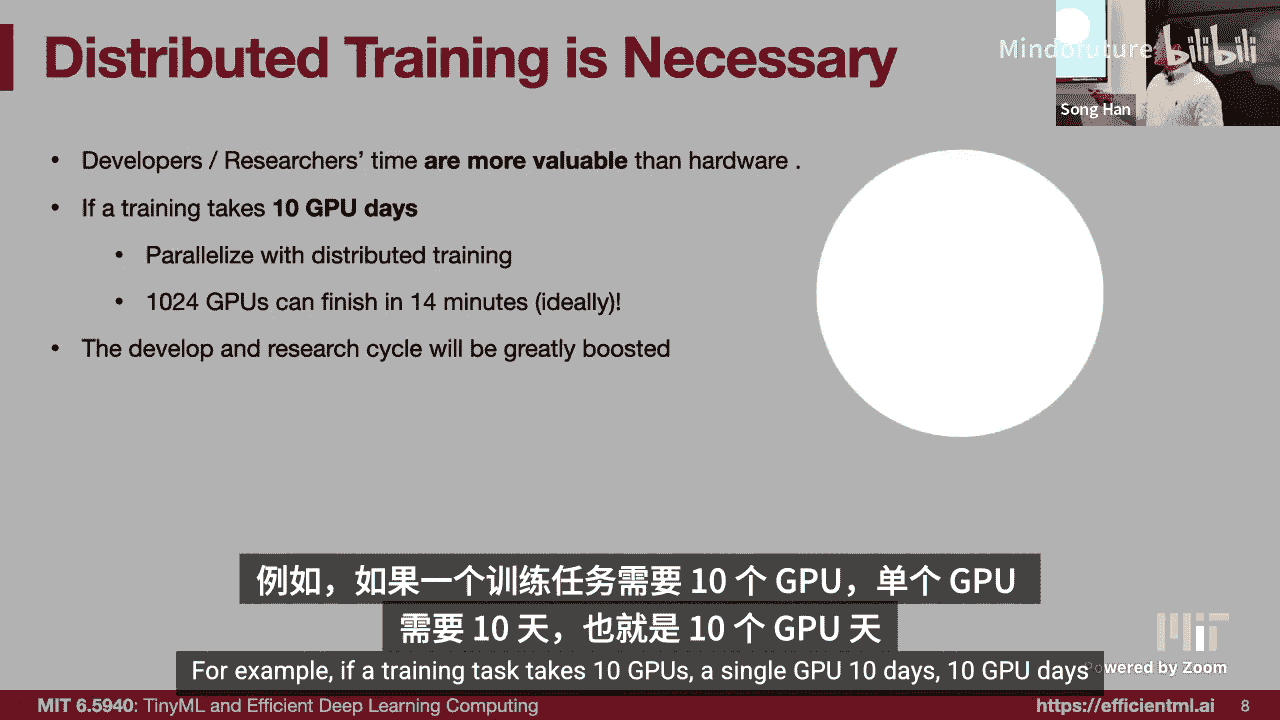 Distributed Training is Necessary
Mindofuture
bilibili
Song Han
• Developers / Researchers' time are more valuable than hardware .
• If a training takes 10 GPU days
• Parallelize with distributed training
• 1024 GPUs can finish in 14 minutes (ideally)!
• The develop and research cycle will be greatly boosted
例如，如果一个训练任务需要 10 个 GPU，单个 GPU
需要 10 天，也就是 10 个 GPU 天
For example, if a training task takes 10 GPUs, a single GPU 10 days, 10 GPU days
MIT
Powered by Zoom
MIT 6.5940: TinyML and Efficient Deep Learning Computing
https://efficientml.ai
8